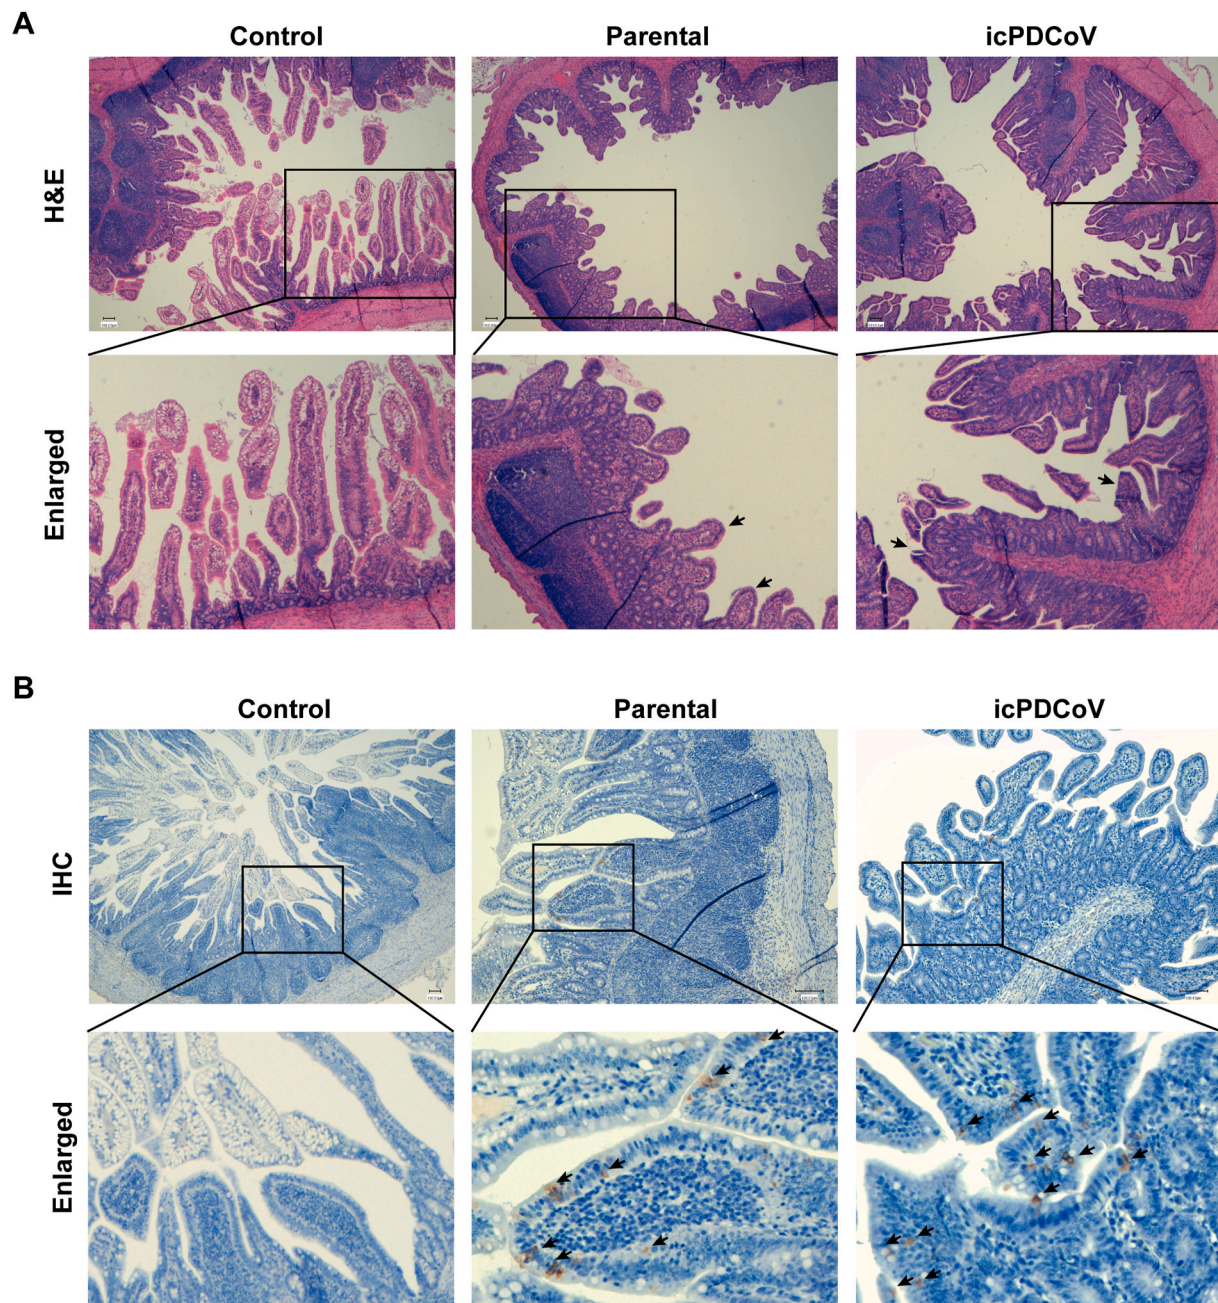 A
Control Parental icPDCoV
H&E
Enlarged
B
Control Parental icPDCoV
IHC
Enlarged